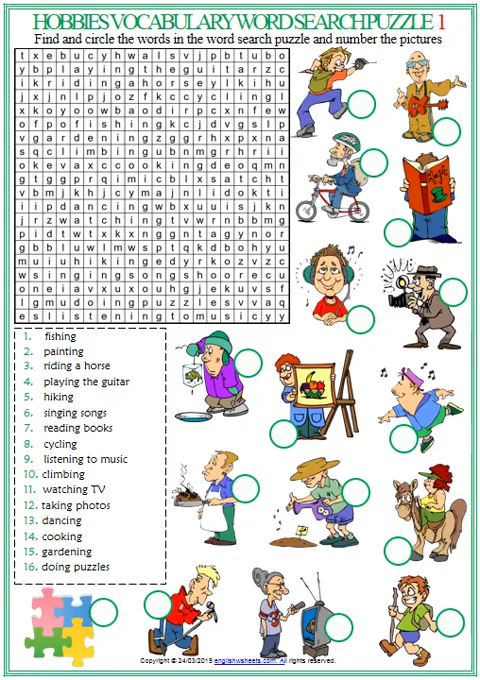 HOBBIES VOCABULARY WORD SEARCH PUZZLE 1
Find and circle the words in the word search puzzle and number the pictures
t x e b u c y h w a l s v j p b t u b o
y b p l a y i n g t h e g u i t a r z c
i k r i d i n g a h o r s e y l k i h u
j x j n l p j o z f k c c y c l i n g l
x k o y o o w b a o d i r p c x n f e w
o f p o f i s h i n g k c j d v g s l p
v g a r d e n i n g z g g r h x p x n a
s q c l i m b i n g u b n m g r h r i i
o k e v a x c c o o k i n g d e o q m n
g t g g p r q i m i c b l x s a t c h t
v b m j k h j c y m a j n l i d o k t i
i i p d a n c i n g w b x u u i s j k n
j r z w a t c h i n g t v w r n b b m g
p i d t w t x k x n g g n t a g y n o r
g b b l u w l m w s p t q k d b o h y u
m u i u h i k i n g e d y r k o z v z c
w s i n g i n g s o n g s h o o r e c u
o n e i a v x u x o u h g j e k u v s f
l g m u d o i n g p u z z l e s v v a q
e s l i s t e n i n g t o m u s i c y y
1. fishing
2. painting
3. riding a horse
4. playing the guitar
5. hiking
6. singing songs
7. reading books
8. cycling
9. listening to music
10. climbing
11. watching TV
12. taking photos
13. dancing
14. cooking
15. gardening
16. doing puzzles
Copyright © 24/03/2019 englishwsheets.com. All rights reserved.